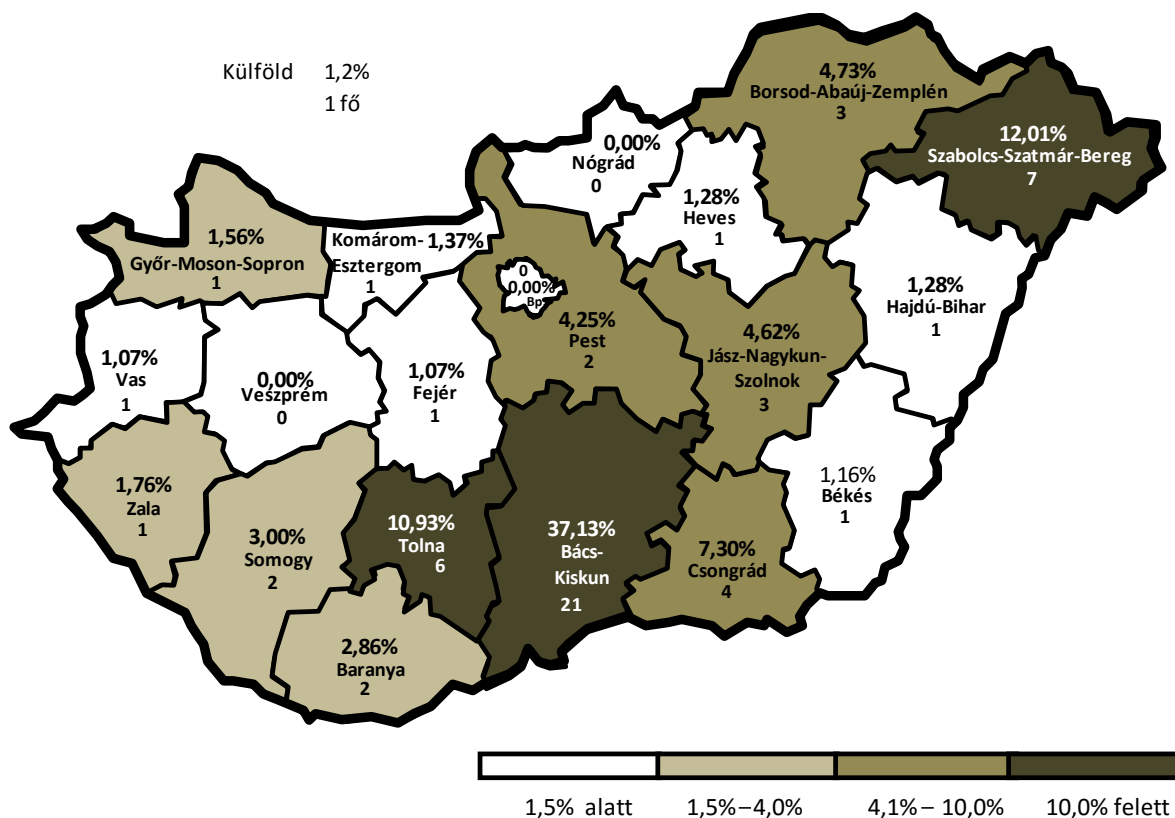 Külföld 1,2%
1 fő
4,73%
Borsod-Abaúj-Zemplén
3
12,01%
Szabolcs-Szatmár-Bereg
7
0,00%
Nógrád
0
1,28%
Heves
1
1,56%
Győr-Moson-Sopron
1
Komárom- 1,37%
Esztergom
1
0
0,00%
Bp
4,25%
Pest
2
4,62%
Jász-Nagykun-
Szolnok
3
1,28%
Hajdú-Bihar
1
1,07%
Vas
1
0,00%
Veszprém
0
1,07%
Fejér
1
1,76%
Zala
1
3,00%
Somogy
2
10,93%
Tolna
6
37,13%
Bács-
Kiskun
21
7,30%
Csongrád
4
1,16%
Békés
1
2,86%
Baranya
2
1,5% alatt 1,5%–4,0% 4,1%– 10,0% 10,0% felett